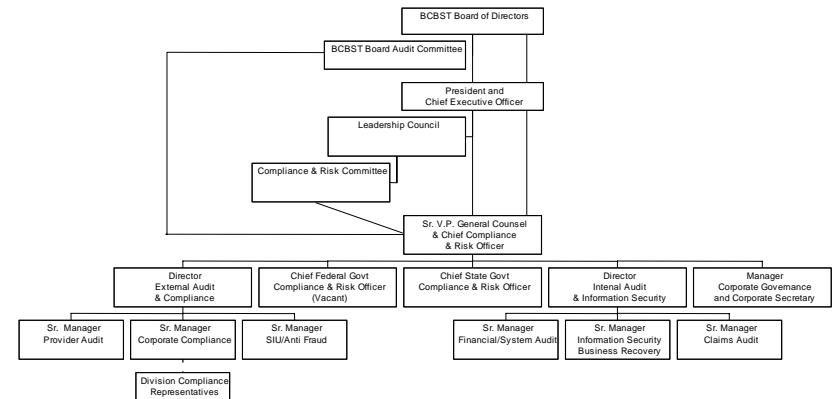 BCBST Board of Directors
BCBST Board Audit Committee
President and
Chief Executive Officer
Leadership Council
Compliance & Risk Committee
Sr. V.P. General Counsel
& Chief Compliance
& Risk Officer
Director
External Audit
& Compliance
Chief Federal Govt
Compliance & Risk Officer
(Vacant)
Chief State Govt
Compliance & Risk Officer
Director
Intenal Audit
& Information Security
Manager
Corporate Governance
and Corporate Secretary
Sr. Manager
Provider Audit
Sr. Manager
Corporate Compliance
Sr. Manager
SIU/Anti Fraud
Sr. Manager
Financial/System Audit
Sr. Manager
Information Security
Business Recovery
Sr. Manager
Claims Audit
Division Compliance
Representatives